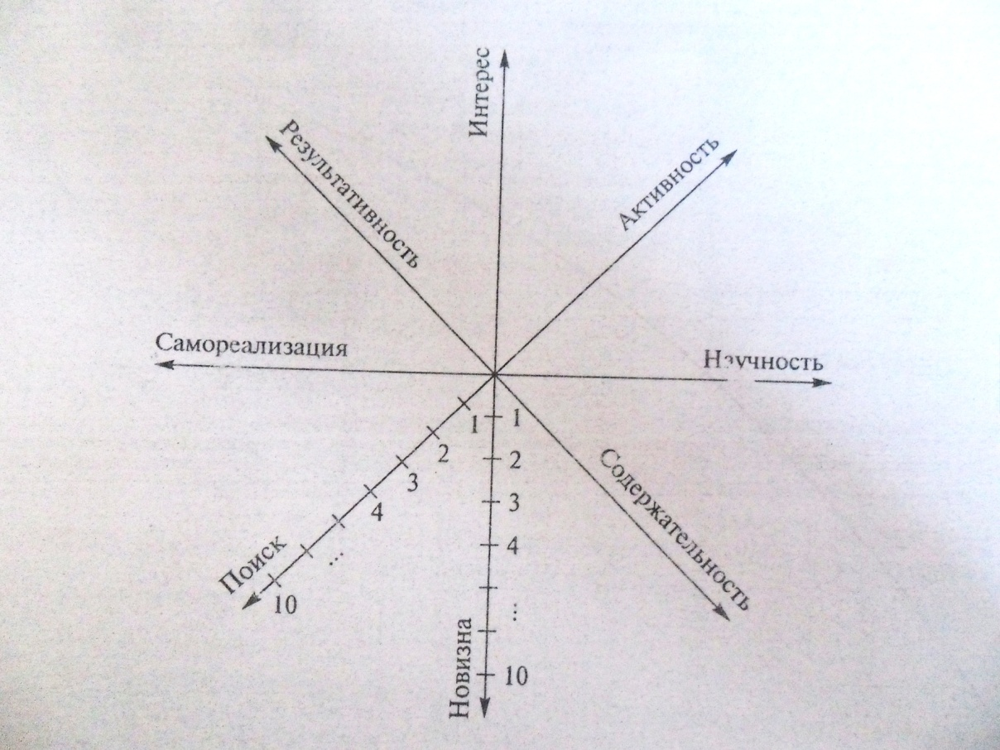 Интерес
Результативность
Активность
Самореализация
Научность
1
1
2
2
3
3
4
4
Содержательность
...
Поиск
10
...
Новизна
10